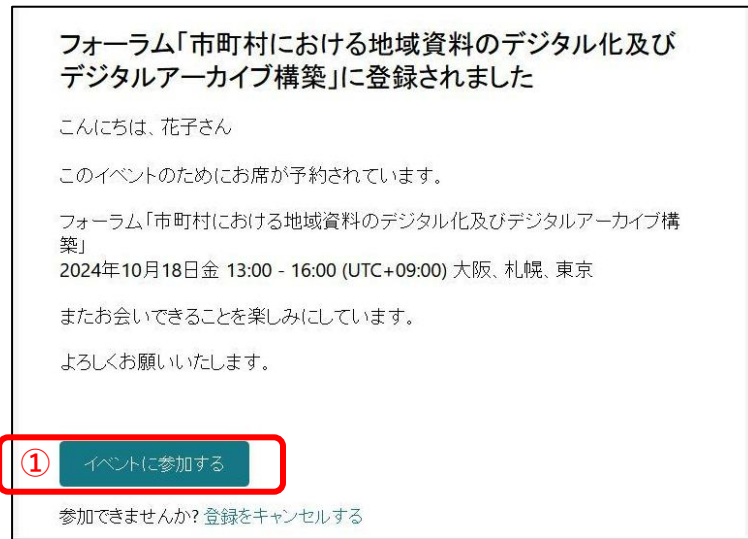 フォーラム「市町村における地域資料のデジタル化及び
デジタルアーカイブ構築」に登録されました
こんにちは、花子さん
このイベントのためにお席が予約されています。
フォーラム「市町村における地域資料のデジタル化及びデジタルアーカイブ構
築」
2024年10月18日金 13:00 - 16:00 (UTC+09:00) 大阪、札幌、東京
またお会いできることを楽しみにしています。
よろしくお願いいたします。
① イベントに参加する
参加できませんか? 登録をキャンセルする